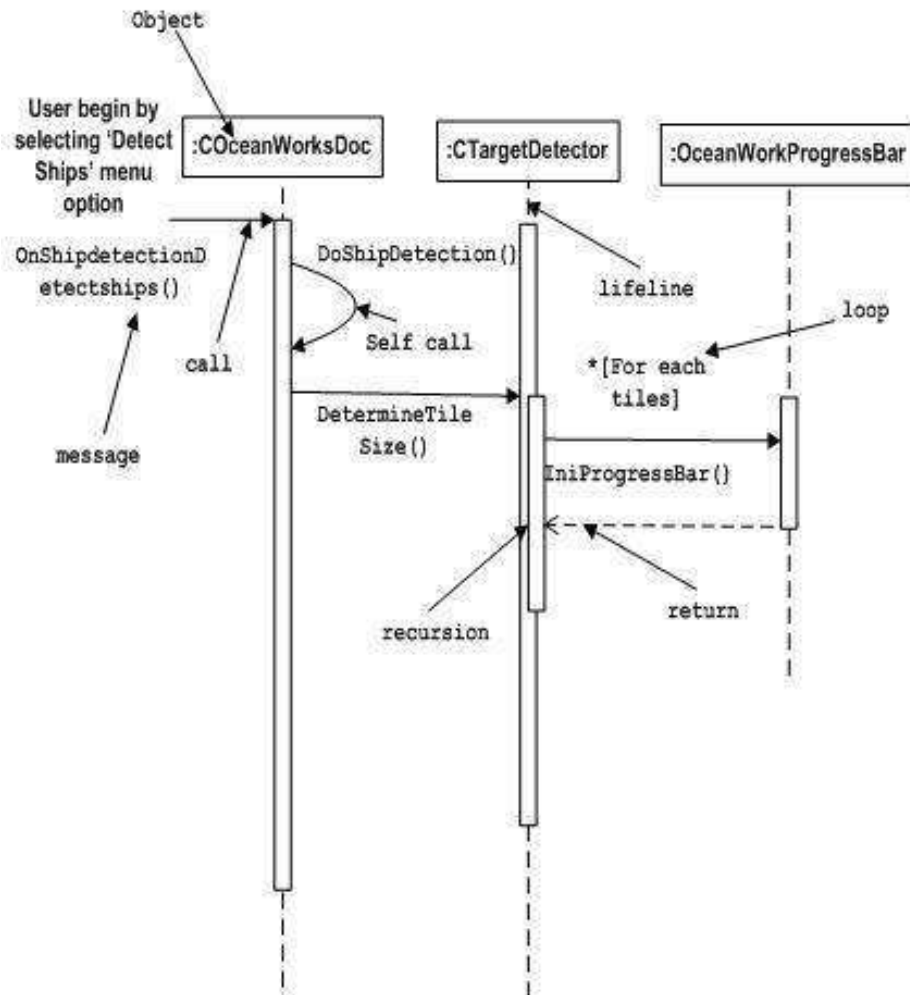 Object
User begin by
selecting 'Detect
Ships' menu
option
:COceanWorksDoc
:CTargetDetector
:OceanWorkProgressBar
OnShipdetectionD
etectships()
DoShipDetection()
lifeline
loop
Self call
call
*[For each
tiles]
DetermineTile
Size()
message
IniProgressBar()
return
recursion